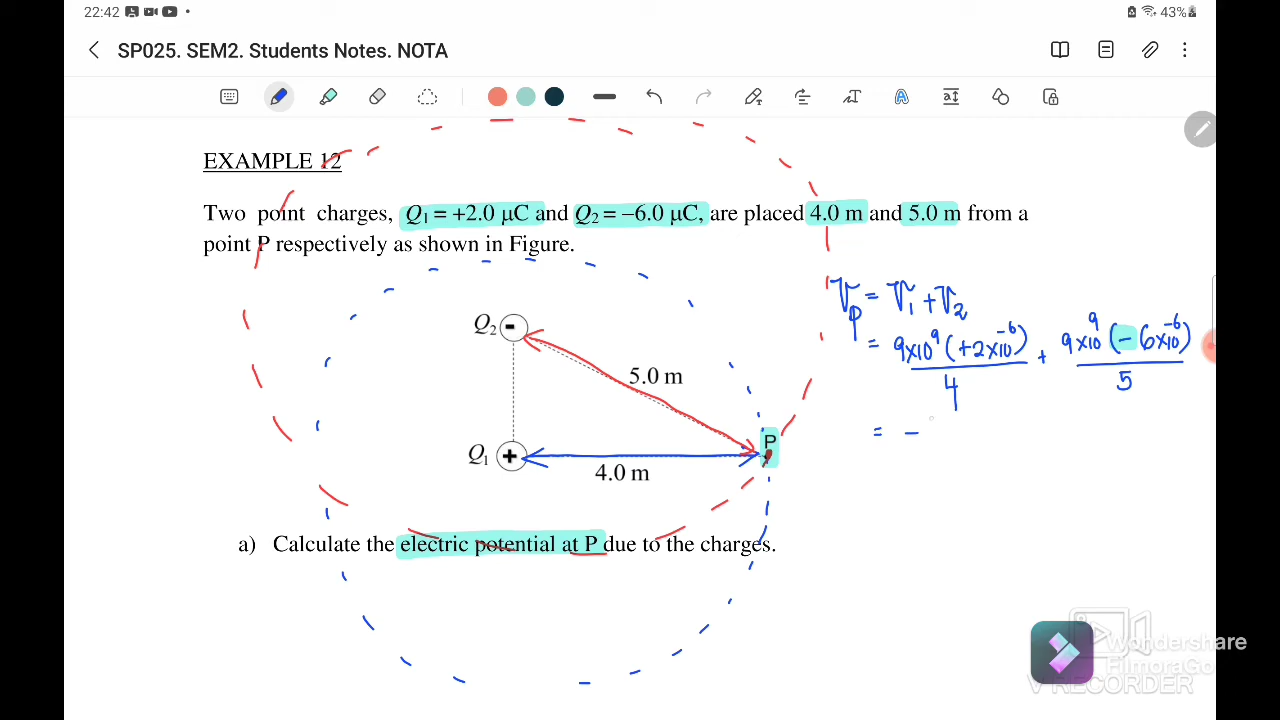 22:42
43%
SP025. SEM2. Students Notes. NOTA
EXAMPLE 12
Two point charges, Q₁ = +2.0 μC and Q₂ = −6.0 μC, are placed 4.0 m and 5.0 m from a
point P respectively as shown in Figure.
V_P = V₁ + V₂
= 9×10⁹ (+2×10⁻⁶) / 4 + 9×10⁹ (−6×10⁻⁶) / 5
= −
Q₂ -
5.0 m
P
Q₁ +
4.0 m
a) Calculate the electric potential at P due to the charges.
Wondershare
FilmoraGo
V RECORDER